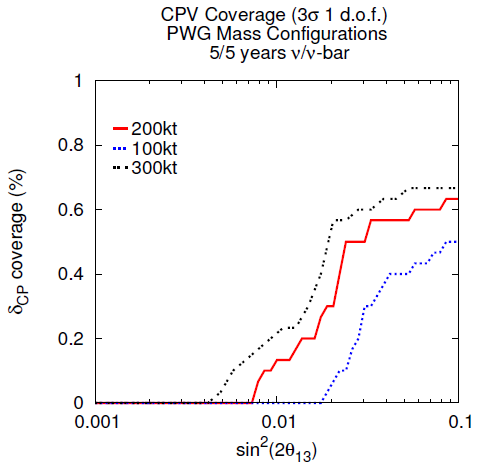 CPV Coverage (3σ 1 d.o.f.)
PWG Mass Configurations
5/5 years ν/ν-bar
1
0.8
0.6
0.4
0.2
0
δCP coverage (%)
200kt
100kt
300kt
0.001
0.01
0.1
sin²(2θ₁₃)